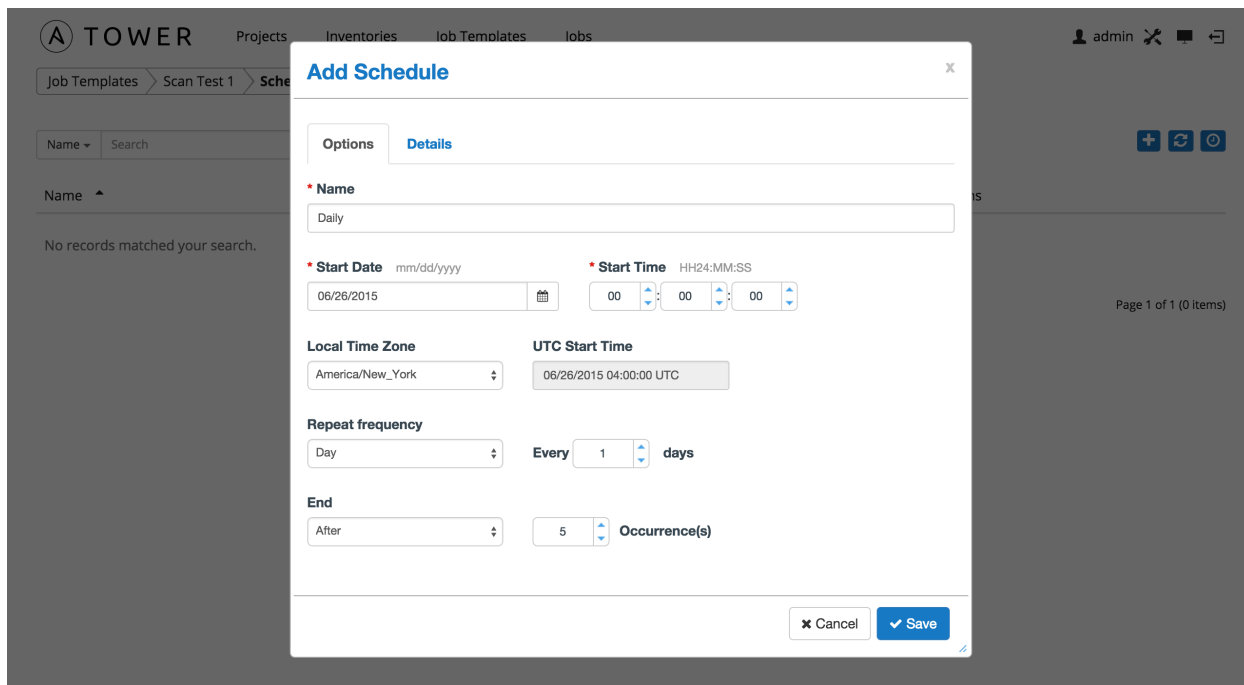 A TOWER Projects Inventories Job Templates Jobs admin
Job Templates Scan Test 1 Sche
Add Schedule x
Name Search
Options Details
Name
ns
* Name
Daily
No records matched your search.
* Start Date mm/dd/yyyy * Start Time HH24:MM:SS
06/26/2015 00 : 00 : 00
Page 1 of 1 (0 items)
Local Time Zone UTC Start Time
America/New_York 06/26/2015 04:00:00 UTC
Repeat frequency
Day Every 1 days
End
After 5 Occurrence(s)
Cancel Save